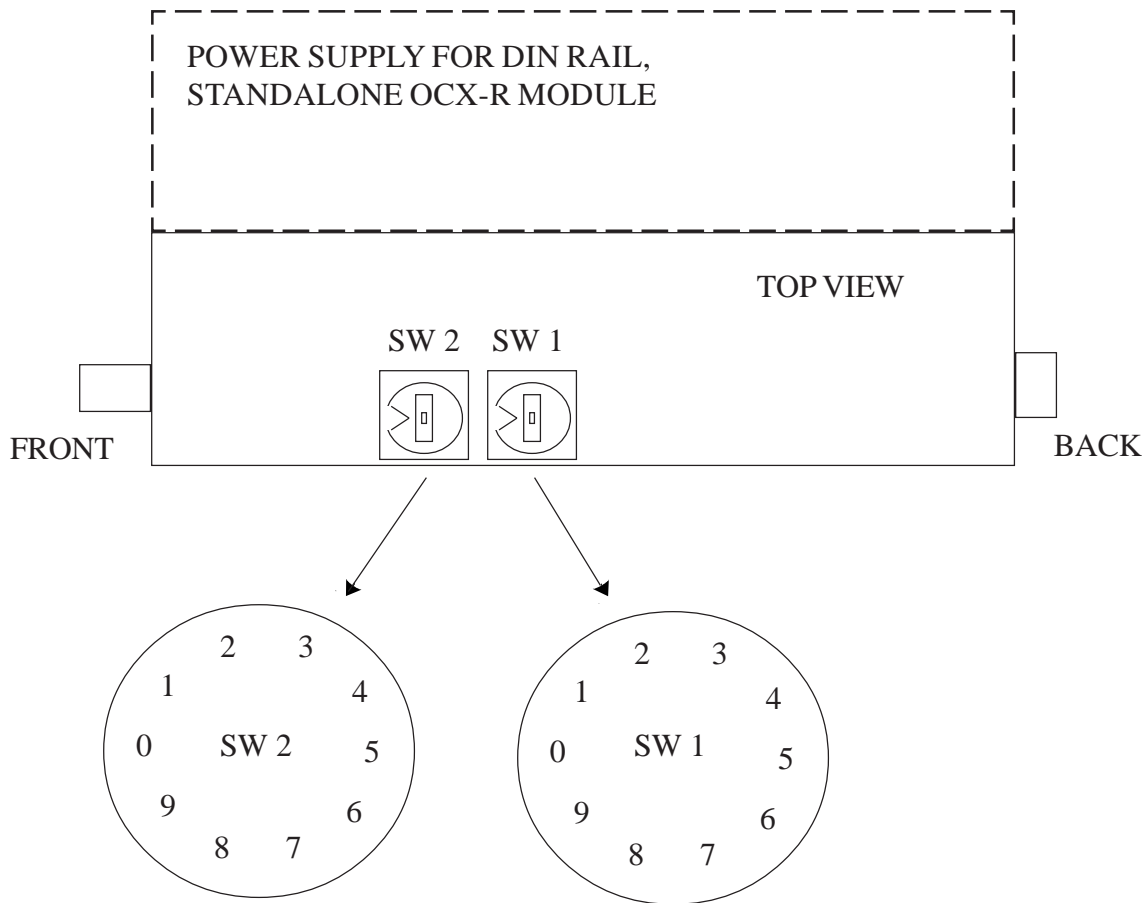 POWER SUPPLY FOR DIN RAIL,
STANDALONE OCX-R MODULE
TOP VIEW
SW 2 SW 1
FRONT
BACK
2 3
1 4
0 SW 2 5
9 6
8 7
2 3
1 4
0 SW 1 5
9 6
8 7